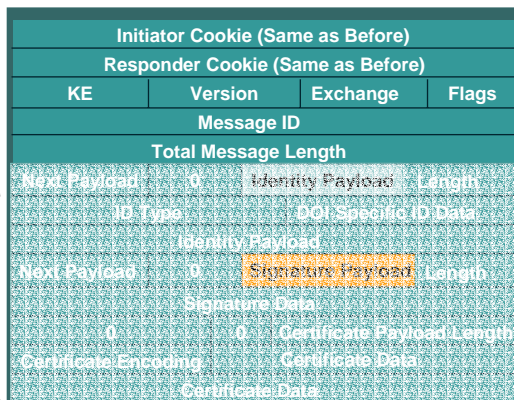 Initiator Cookie (Same as Before)
Responder Cookie (Same as Before)
KE Version Exchange Flags
Message ID
Total Message Length
Next Payload 0 Identity Payload Length
ID Type DOI Specific ID Data
Identity Payload
Next Payload 0 Signature Payload Length
Signature Data
0 0 Certificate Payload Length
Certificate Encoding Certificate Data
Certificate Data